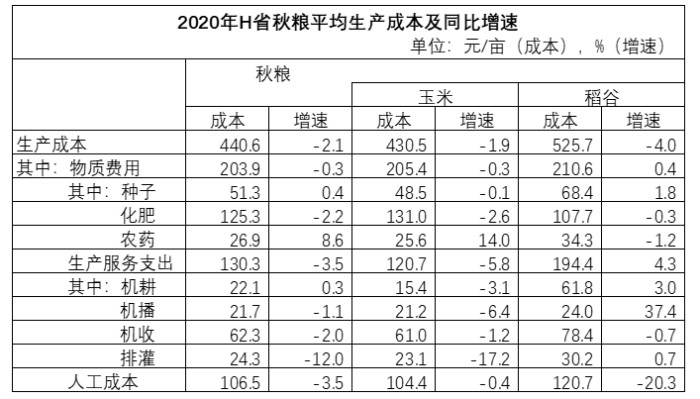 2020年H省秋粮平均生产成本及同比增速
单位：元/亩（成本），%（增速）
秋粮
玉米 稻谷
成本 增速 成本 增速 成本 增速
生产成本 440.6 -2.1 430.5 -1.9 525.7 -4.0
其中：物质费用 203.9 -0.3 205.4 -0.3 210.6 0.4
其中：种子 51.3 0.4 48.5 -0.1 68.4 1.8
化肥 125.3 -2.2 131.0 -2.6 107.7 -0.3
农药 26.9 8.6 25.6 14.0 34.3 -1.2
生产服务支出 130.3 -3.5 120.7 -5.8 194.4 4.3
其中：机耕 22.1 0.3 15.4 -3.1 61.8 3.0
机播 21.7 -1.1 21.2 -6.4 24.0 37.4
机收 62.3 -2.0 61.0 -1.2 78.4 -0.7
排灌 24.3 -12.0 23.1 -17.2 30.2 0.7
人工成本 106.5 -3.5 104.4 -0.4 120.7 -20.3